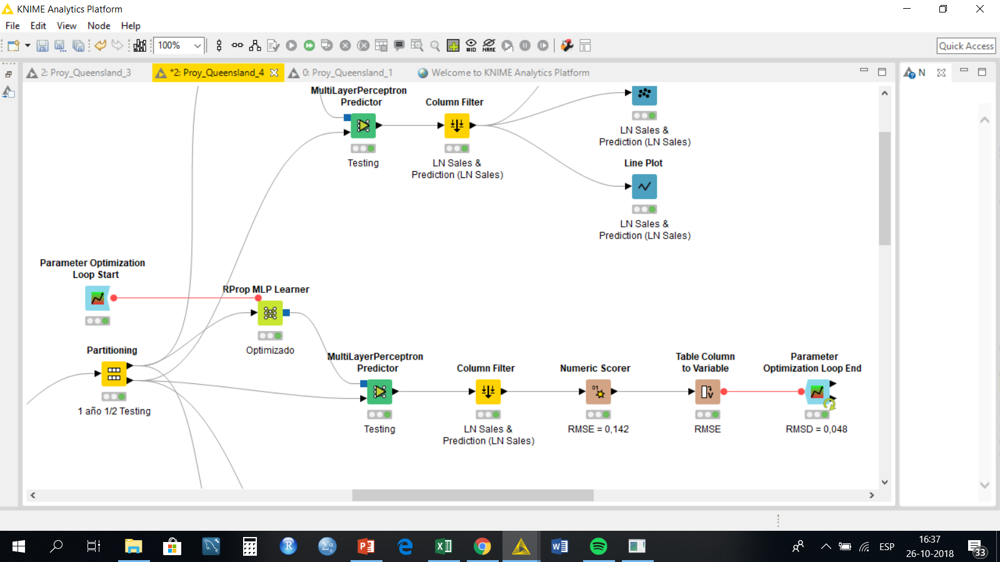 KNIME Analytics Platform
File Edit View Node Help
100%
#ID
NAME
Quick Access
2: Proy_Queensland_3
*2: Proy_Queensland_4
0: Proy_Queensland_1
Welcome to KNIME Analytics Platform
N
MultiLayerPerceptron
Predictor
Testing
Column Filter
LN Sales &
Prediction (LN Sales)
LN Sales &
Prediction (LN Sales)
Line Plot
LN Sales &
Prediction (LN Sales)
Parameter Optimization
Loop Start
RProp MLP Learner
Optimizado
Partitioning
1 año 1/2 Testing
MultiLayerPerceptron
Predictor
Testing
Column Filter
LN Sales &
Prediction (LN Sales)
Numeric Scorer
RMSE = 0,142
Table Column
to Variable
RMSE
Parameter
Optimization Loop End
RMSD = 0,048
ESP
16:37
26-10-2018
33